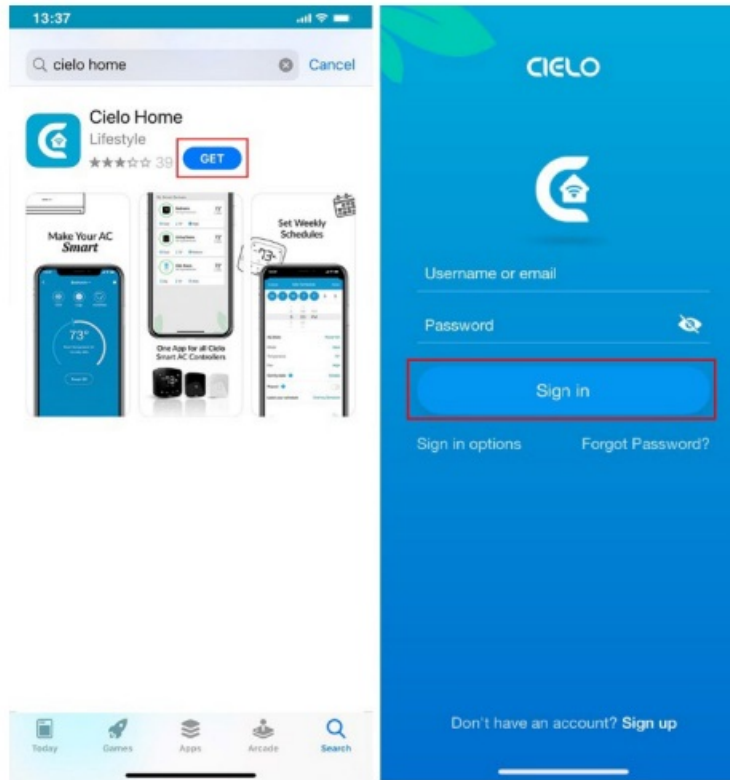 13:37
cielo home
Cancel
Cielo Home
Lifestyle
39
GET
Make Your AC
Smart
73°
One App for all Cielo
Smart AC Controllers
Set Weekly
Schedules
73°
Today
Games
Apps
Arcade
Search
CIELO
Username or email
Password
Sign in
Sign in options
Forgot Password?
Don't have an account? Sign up